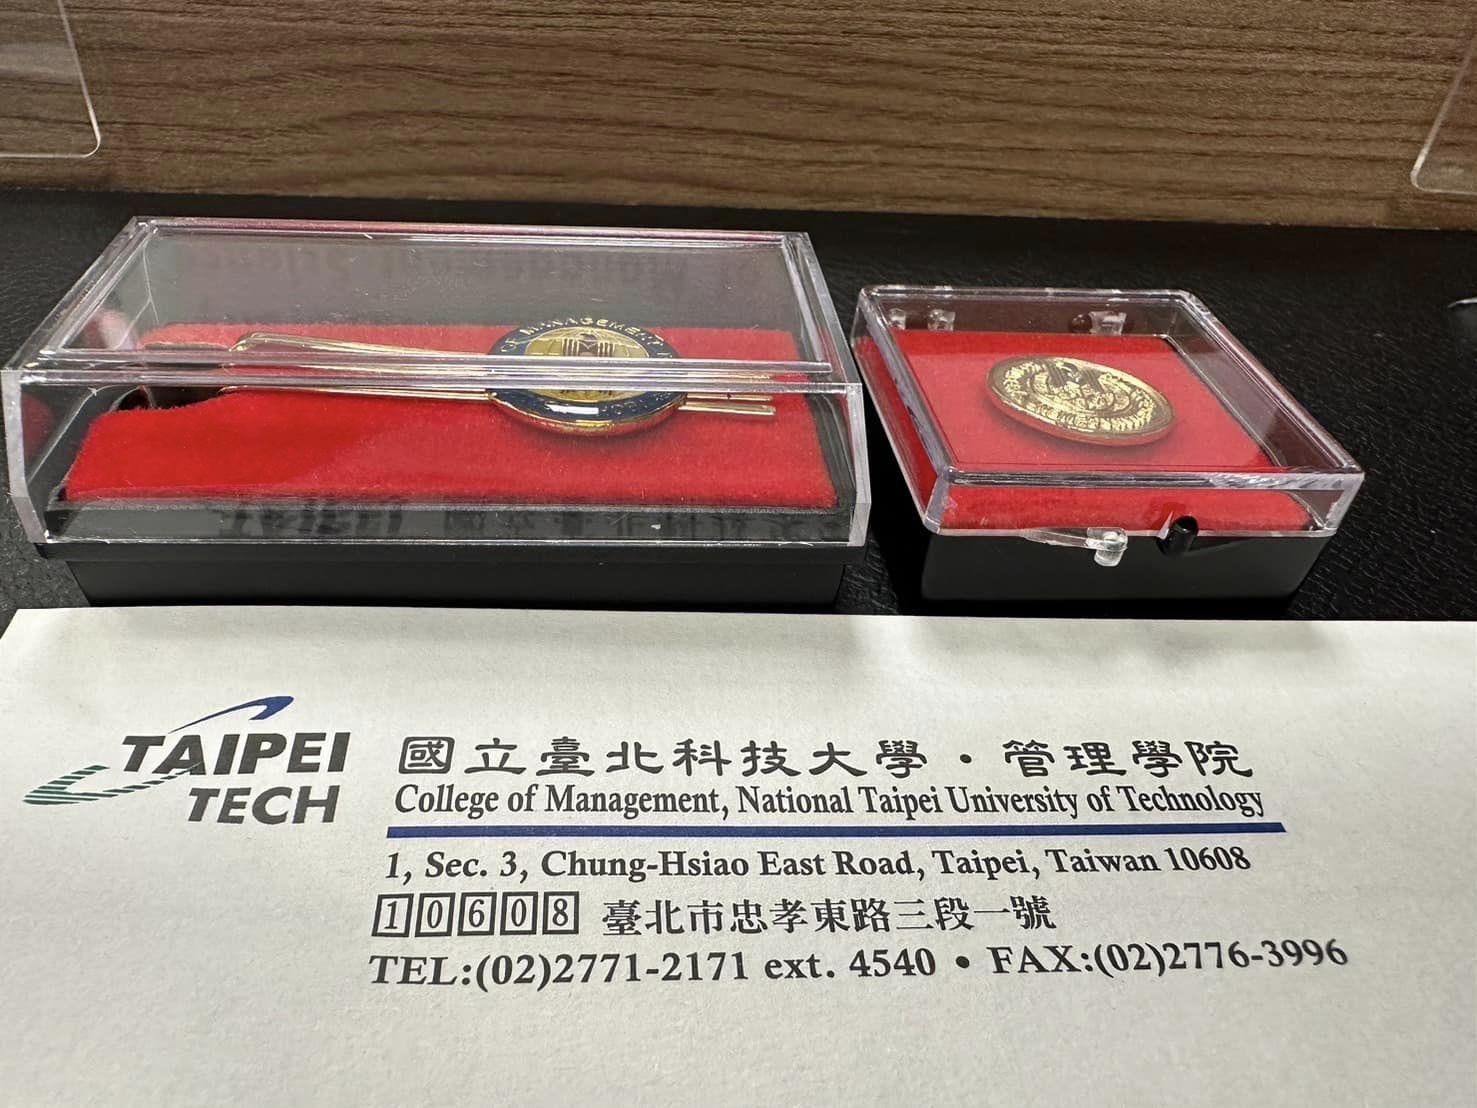 OF MANAGEMENT
TAIPEI
TECH
國立臺北科技大學・管理學院
College of Management, National Taipei University of Technology
1, Sec. 3, Chung-Hsiao East Road, Taipei, Taiwan 10608
10608 臺北市忠孝東路三段一號
TEL:(02)2771-2171 ext. 4540 • FAX:(02)2776-3996